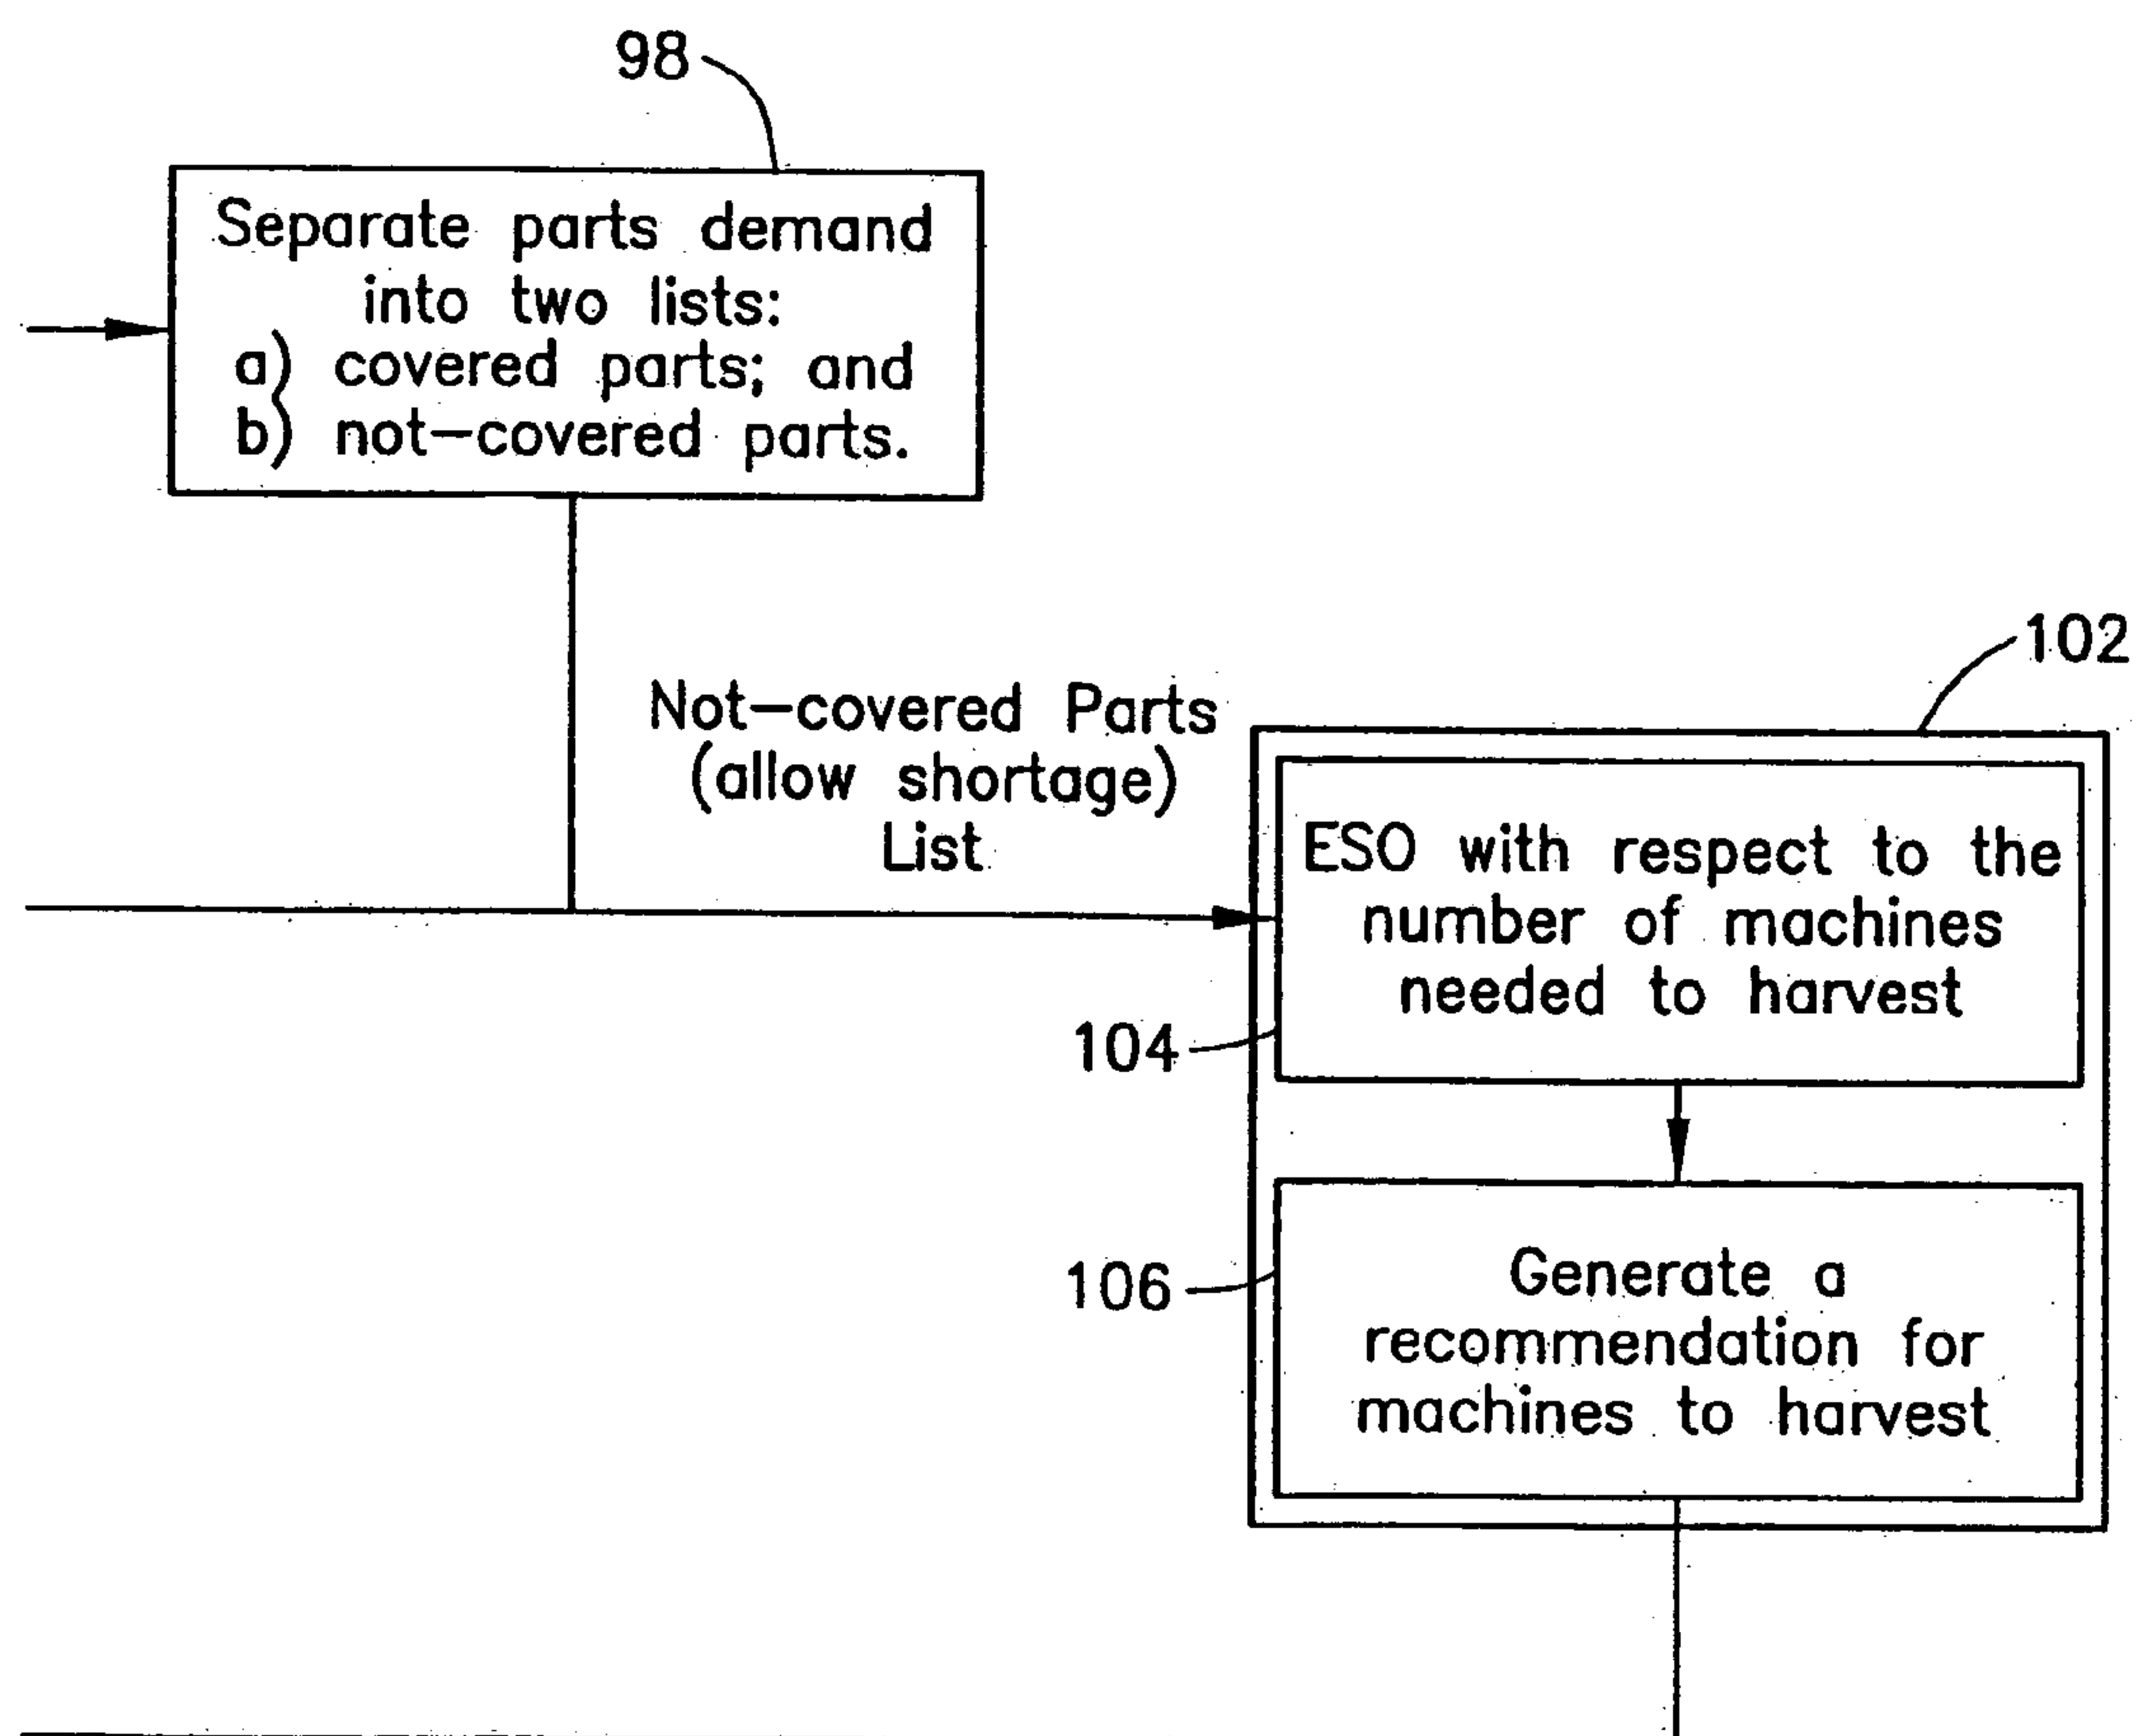 98
Separate parts demand
into two lists:
a) covered parts; and
b) not-covered parts.
102
Not-covered Parts
(allow shortage)
List
ESO with respect to the
number of machines
needed to harvest
104
106
Generate a
recommendation for
machines to harvest